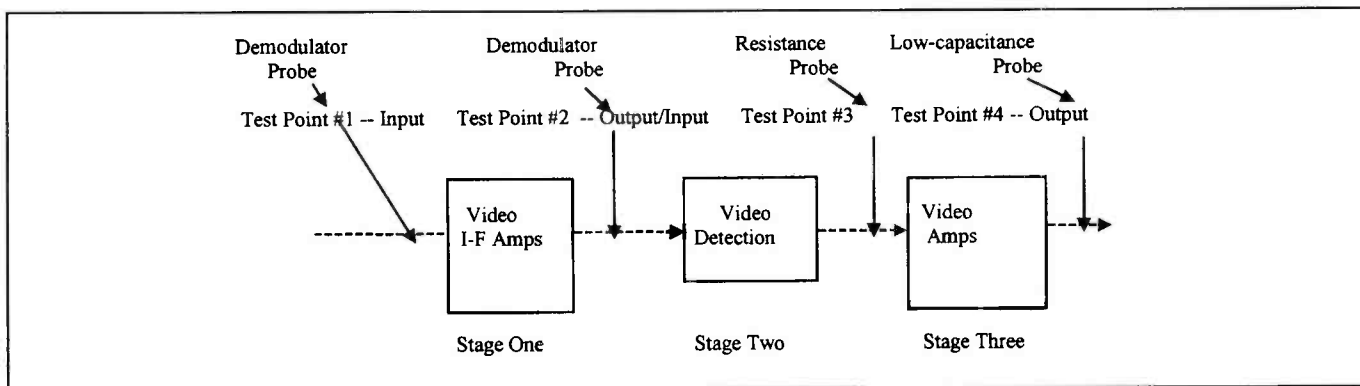 Demodulator
Probe
Demodulator
Probe
Resistance
Probe
Low-capacitance
Probe
Test Point #1 -- Input
Test Point #2 -- Output/Input
Test Point #3
Test Point #4 -- Output
Video
I-F Amps
Video
Detection
Video
Amps
Stage One
Stage Two
Stage Three